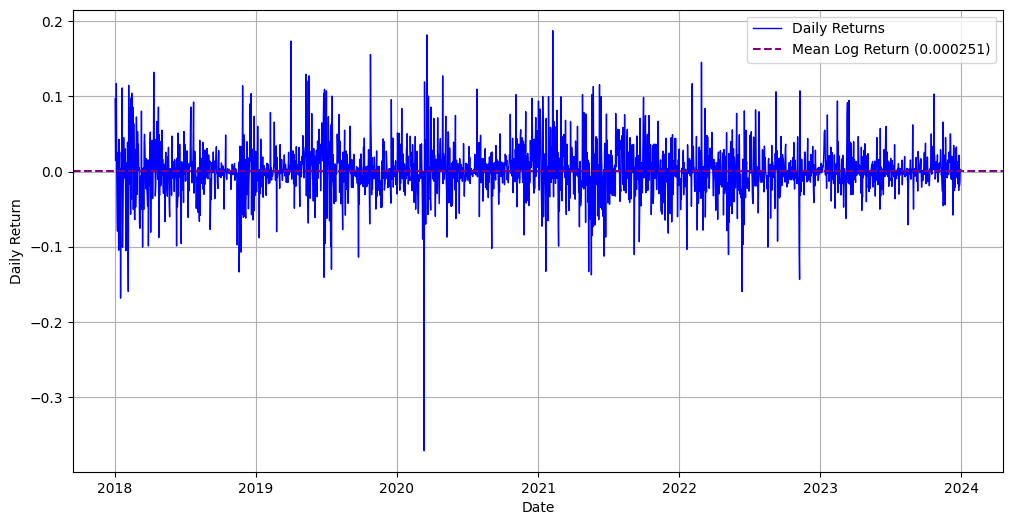 Daily Returns
Mean Log Return (0.000251)
0.2
0.1
0.0
−0.1
−0.2
−0.3
Daily Return
2018 2019 2020 2021 2022 2023 2024
Date